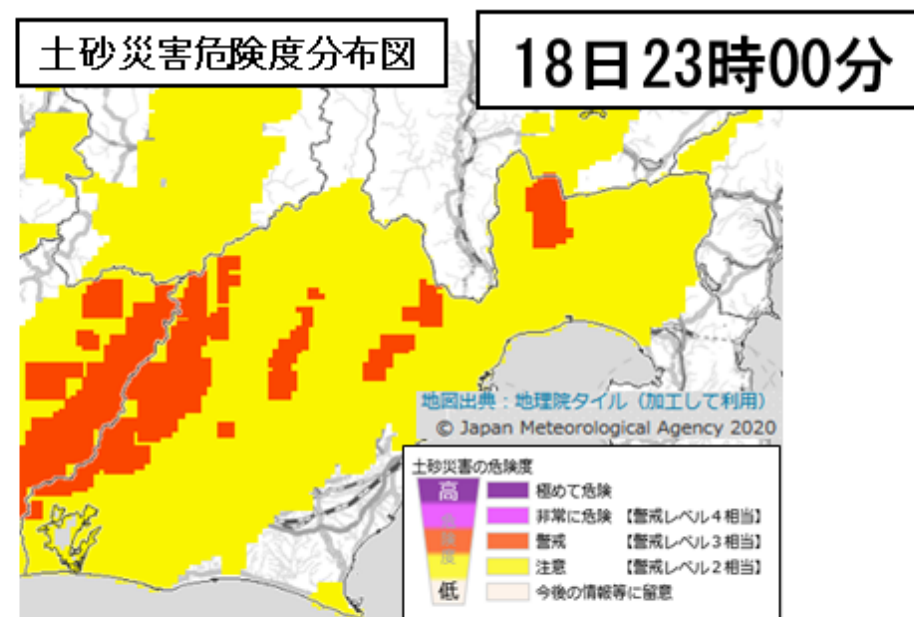 土砂災害危険度分布図
18日23時00分
地図出典：地理院タイル（加工して利用）
© Japan Meteorological Agency 2020
土砂災害の危険度
高
危険度
低
極めて危険
非常に危険 【警戒レベル4相当】
警戒 【警戒レベル3相当】
注意 【警戒レベル2相当】
今後の情報等に留意